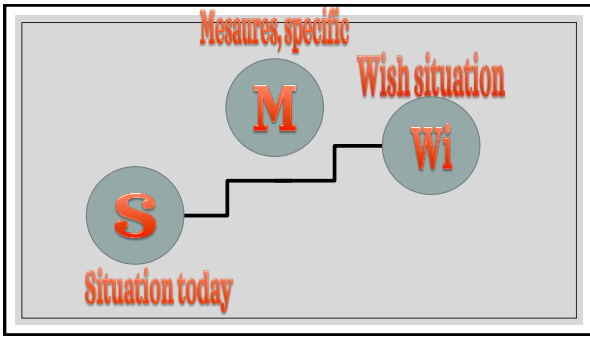 Mesaures, specific
M
Wish situation
Wi
S
Situation today